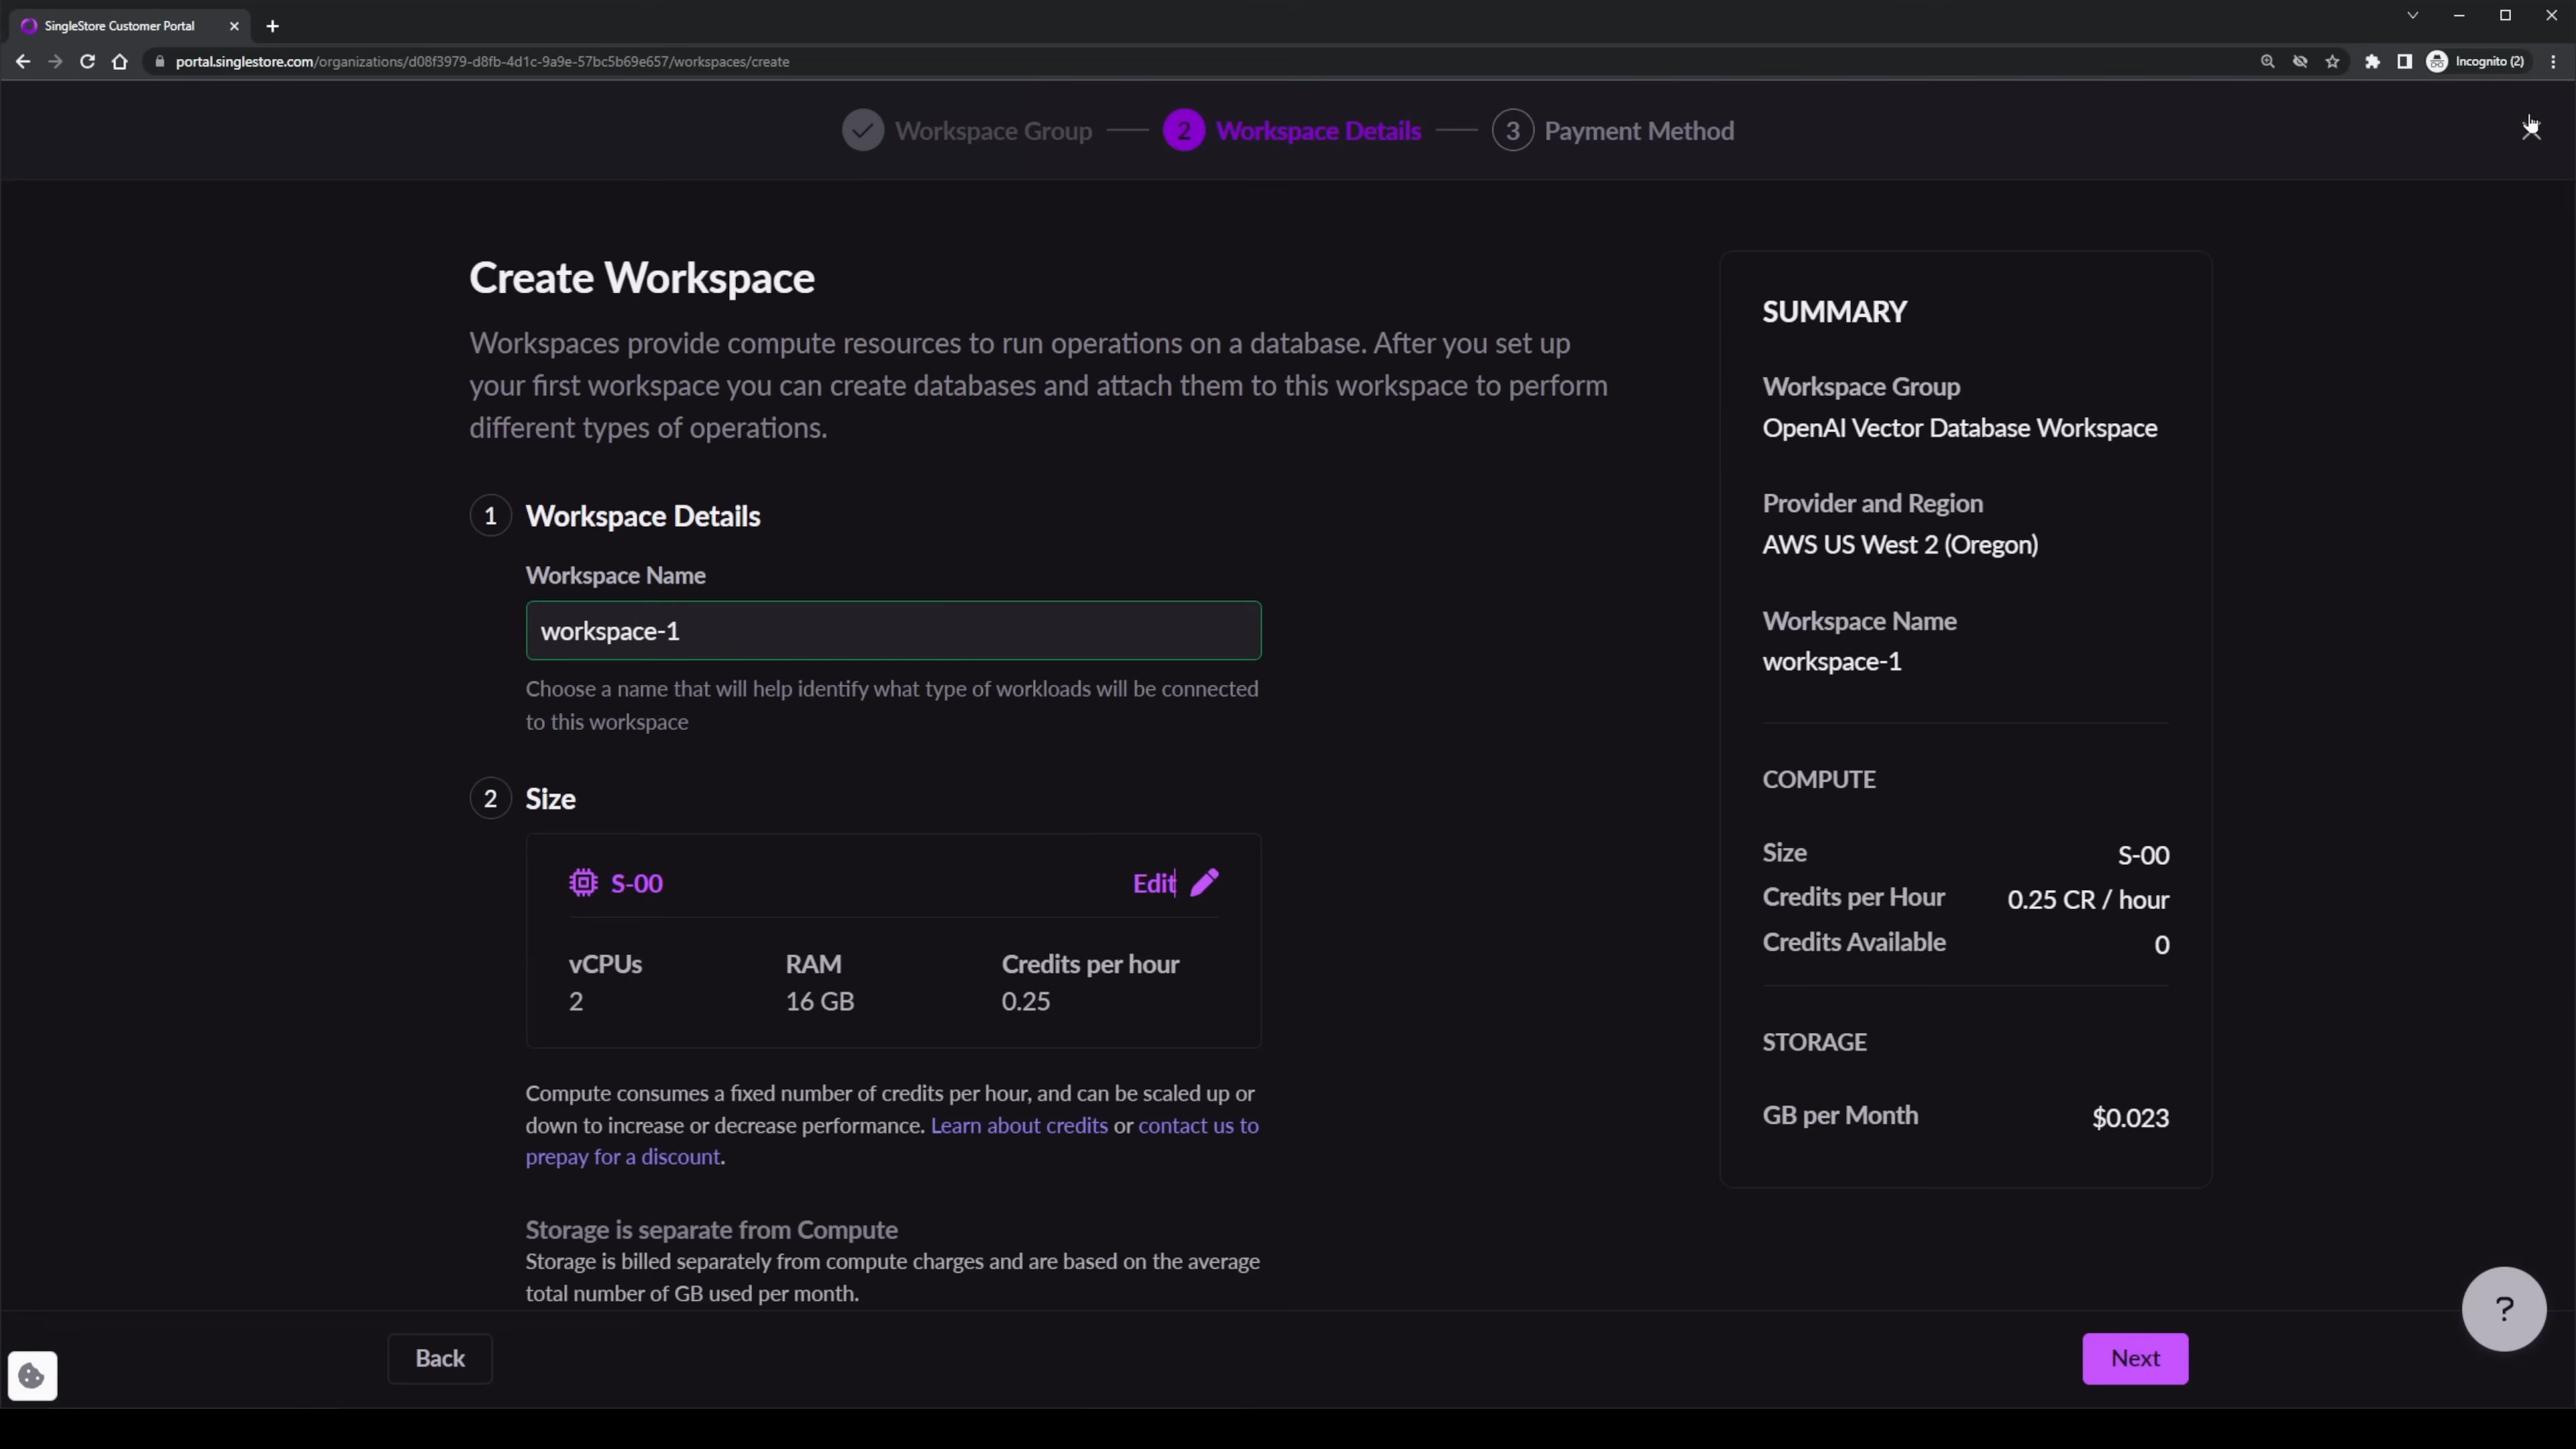 SingleStore Customer Portal
portal.singlestore.com/organizations/d08f3979-d8fb-4d1c-9a9e-57bc5b69e657/workspaces/create
Incognito (2)
Workspace Group
2 Workspace Details
3 Payment Method
Create Workspace
Workspaces provide compute resources to run operations on a database. After you set up
your first workspace you can create databases and attach them to this workspace to perform
different types of operations.
1 Workspace Details
Workspace Name
workspace-1
Choose a name that will help identify what type of workloads will be connected
to this workspace
2 Size
S-00 Edit
vCPUs RAM Credits per hour
2 16 GB 0.25
Compute consumes a fixed number of credits per hour, and can be scaled up or
down to increase or decrease performance. Learn about credits or contact us to
prepay for a discount.
Storage is separate from Compute
Storage is billed separately from compute charges and are based on the average
total number of GB used per month.
SUMMARY
Workspace Group
OpenAI Vector Database Workspace
Provider and Region
AWS US West 2 (Oregon)
Workspace Name
workspace-1
COMPUTE
Size S-00
Credits per Hour 0.25 CR / hour
Credits Available 0
STORAGE
GB per Month $0.023
?
Back
Next